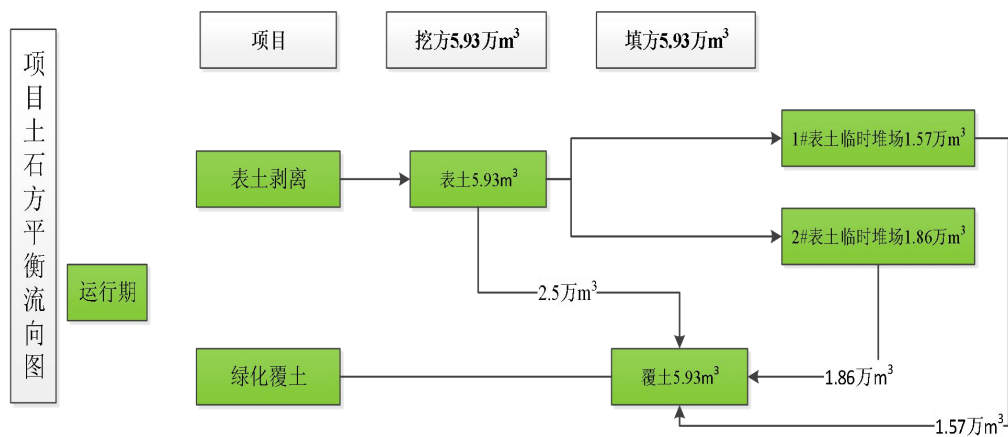 项目土石方平衡流向图
项目
挖方5.93万m³
填方5.93万m³
1#表土临时堆场1.57万m³
表土剥离
表土5.93m³
2#表土临时堆场1.86万m³
运行期
2.5万m³
绿化覆土
覆土5.93m³
1.86万m³
1.57万m³